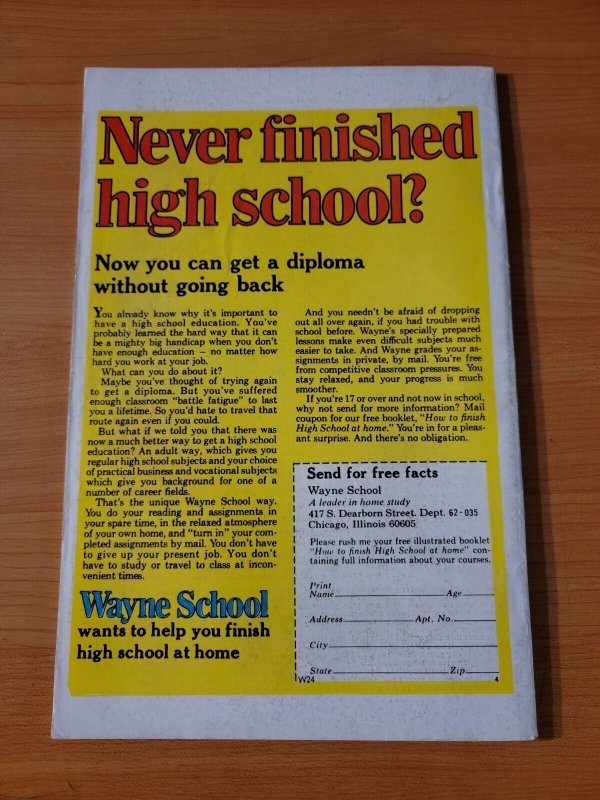 Never finished
high school?
Now you can get a diploma
without going back
You already know why it's important to
have a high school education. You've
probably learned the hard way that it can
be a mighty big handicap when you don't
have enough education — no matter how
hard you work at your job.
What can you do about it?
Maybe you've thought of trying again
to get a diploma. But you've suffered
enough classroom "battle fatigue" to last
you a lifetime. So you'd hate to travel that
route again even if you could.
But what if we told you that there was
now a much better way to get a high school
education? An adult way, which gives you
regular high school subjects and your choice
of practical business and vocational subjects
which give you background for one of a
number of career fields.
That's the unique Wayne School way.
You do your reading and assignments in
your spare time, in the relaxed atmosphere
of your own home, and "turn in" your com-
pleted assignments by mail. You don't have
to give up your present job. You don't
have to study or travel to class at incon-
venient times.
Wayne School
wants to help you finish
high school at home
And you needn't be afraid of dropping
out all over again, if you had trouble with
school before. Wayne's specially prepared
lessons make even difficult subjects much
easier to take. And Wayne grades your as-
signments in private, by mail. You're free
from competitive classroom pressures. You
stay relaxed, and your progress is much
smoother.
If you're 17 or over and not now in school,
why not send for more information? Mail
coupon for our free booklet, "How to finish
High School at home." You're in for a pleas-
ant surprise. And there's no obligation.
Send for free facts
Wayne School
A leader in home study
417 S. Dearborn Street. Dept. 62-035
Chicago, Illinois 60605
Please rush me your free illustrated booklet
"How to finish High School at home" con-
taining full information about your courses.
Print
Name Age
Address Apt. No.
City
State Zip
W24 4